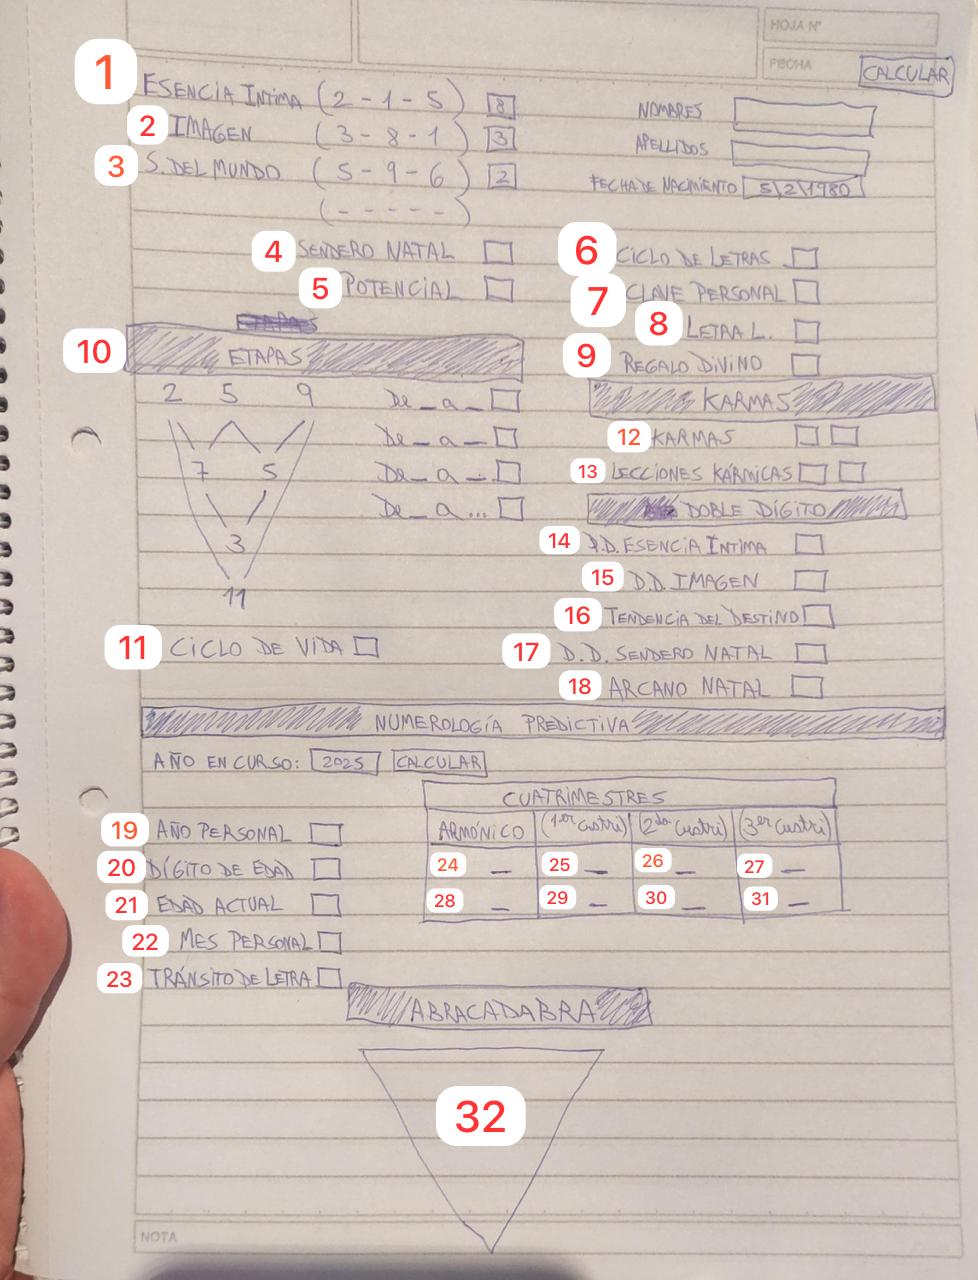 HOJA N°
FECHA
CALCULAR
1 ESENCIA INTIMA (2-1-5) 8
NOMBRES
2 IMAGEN (3-8-1) 3
APELLIDOS
3 S. DEL MUNDO (5-9-6) 2
FECHA DE NACIMIENTO 5\2\1980
(- - - - -)
4 SENDERO NATAL
6 CICLO DE LETRAS
5 POTENCIAL
7 CLAVE PERSONAL
8 LETRA L.
10 ETAPAS
9 REGALO DIVINO
2 5 9
De _ a _
KARMAS
De _ a _
12 KARMAS
7 5
De _ a _
13 LECCIONES KÁRMICAS
De _ a ...
DOBLE DÍGITO
3
14 D.D. ESENCIA ÍNTIMA
11
15 D.D. IMAGEN
16 TENDENCIA DEL DESTINO
11 CICLO DE VIDA
17 D.D. SENDERO NATAL
18 ARCANO NATAL
NUMEROLOGÍA PREDICTIVA
AÑO EN CURSO: 2025 CALCULAR
CUATRIMESTRES
ARMÓNICO (1er cuatri) (2do cuatri) (3er cuatri)
19 AÑO PERSONAL
24 _ 25 _ 26 _ 27 _
20 DÍGITO DE EDAD
28 _ 29 _ 30 _ 31 _
21 EDAD ACTUAL
22 MES PERSONAL
23 TRÁNSITO DE LETRA
ABRACADABRA
32
NOTA